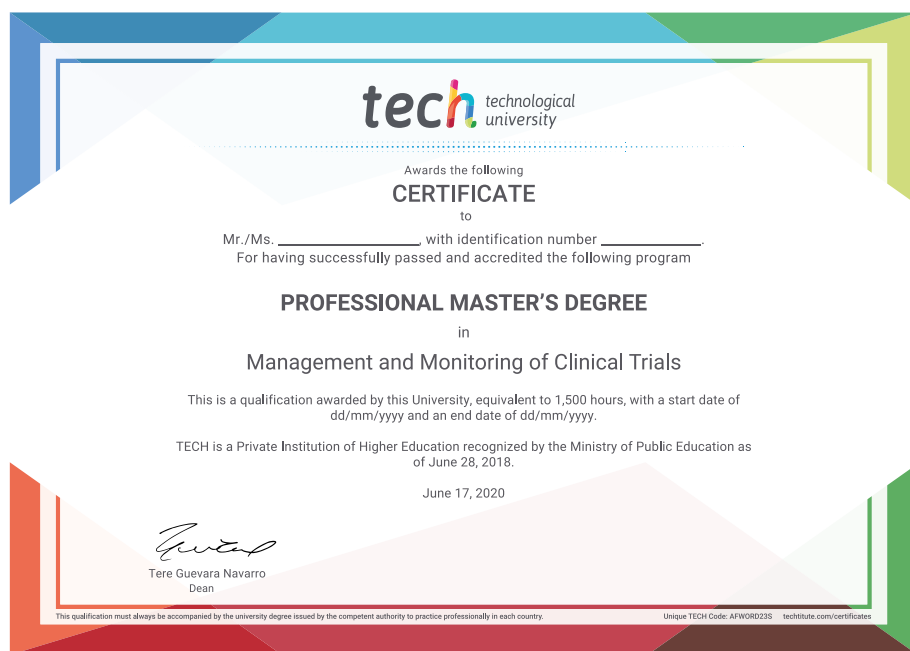 tech technological
university
Awards the following
CERTIFICATE
to
Mr./Ms. ____________________, with identification number ______________.
For having successfully passed and accredited the following program
PROFESSIONAL MASTER'S DEGREE
in
Management and Monitoring of Clinical Trials
This is a qualification awarded by this University, equivalent to 1,500 hours, with a start date of
dd/mm/yyyy and an end date of dd/mm/yyyy.
TECH is a Private Institution of Higher Education recognized by the Ministry of Public Education as
of June 28, 2018.
June 17, 2020
Tere Guevara Navarro
Dean
This qualification must always be accompanied by the university degree issued by the competent authority to practice professionally in each country.
Unique TECH Code: AFWORD23S techtitute.com/certificates